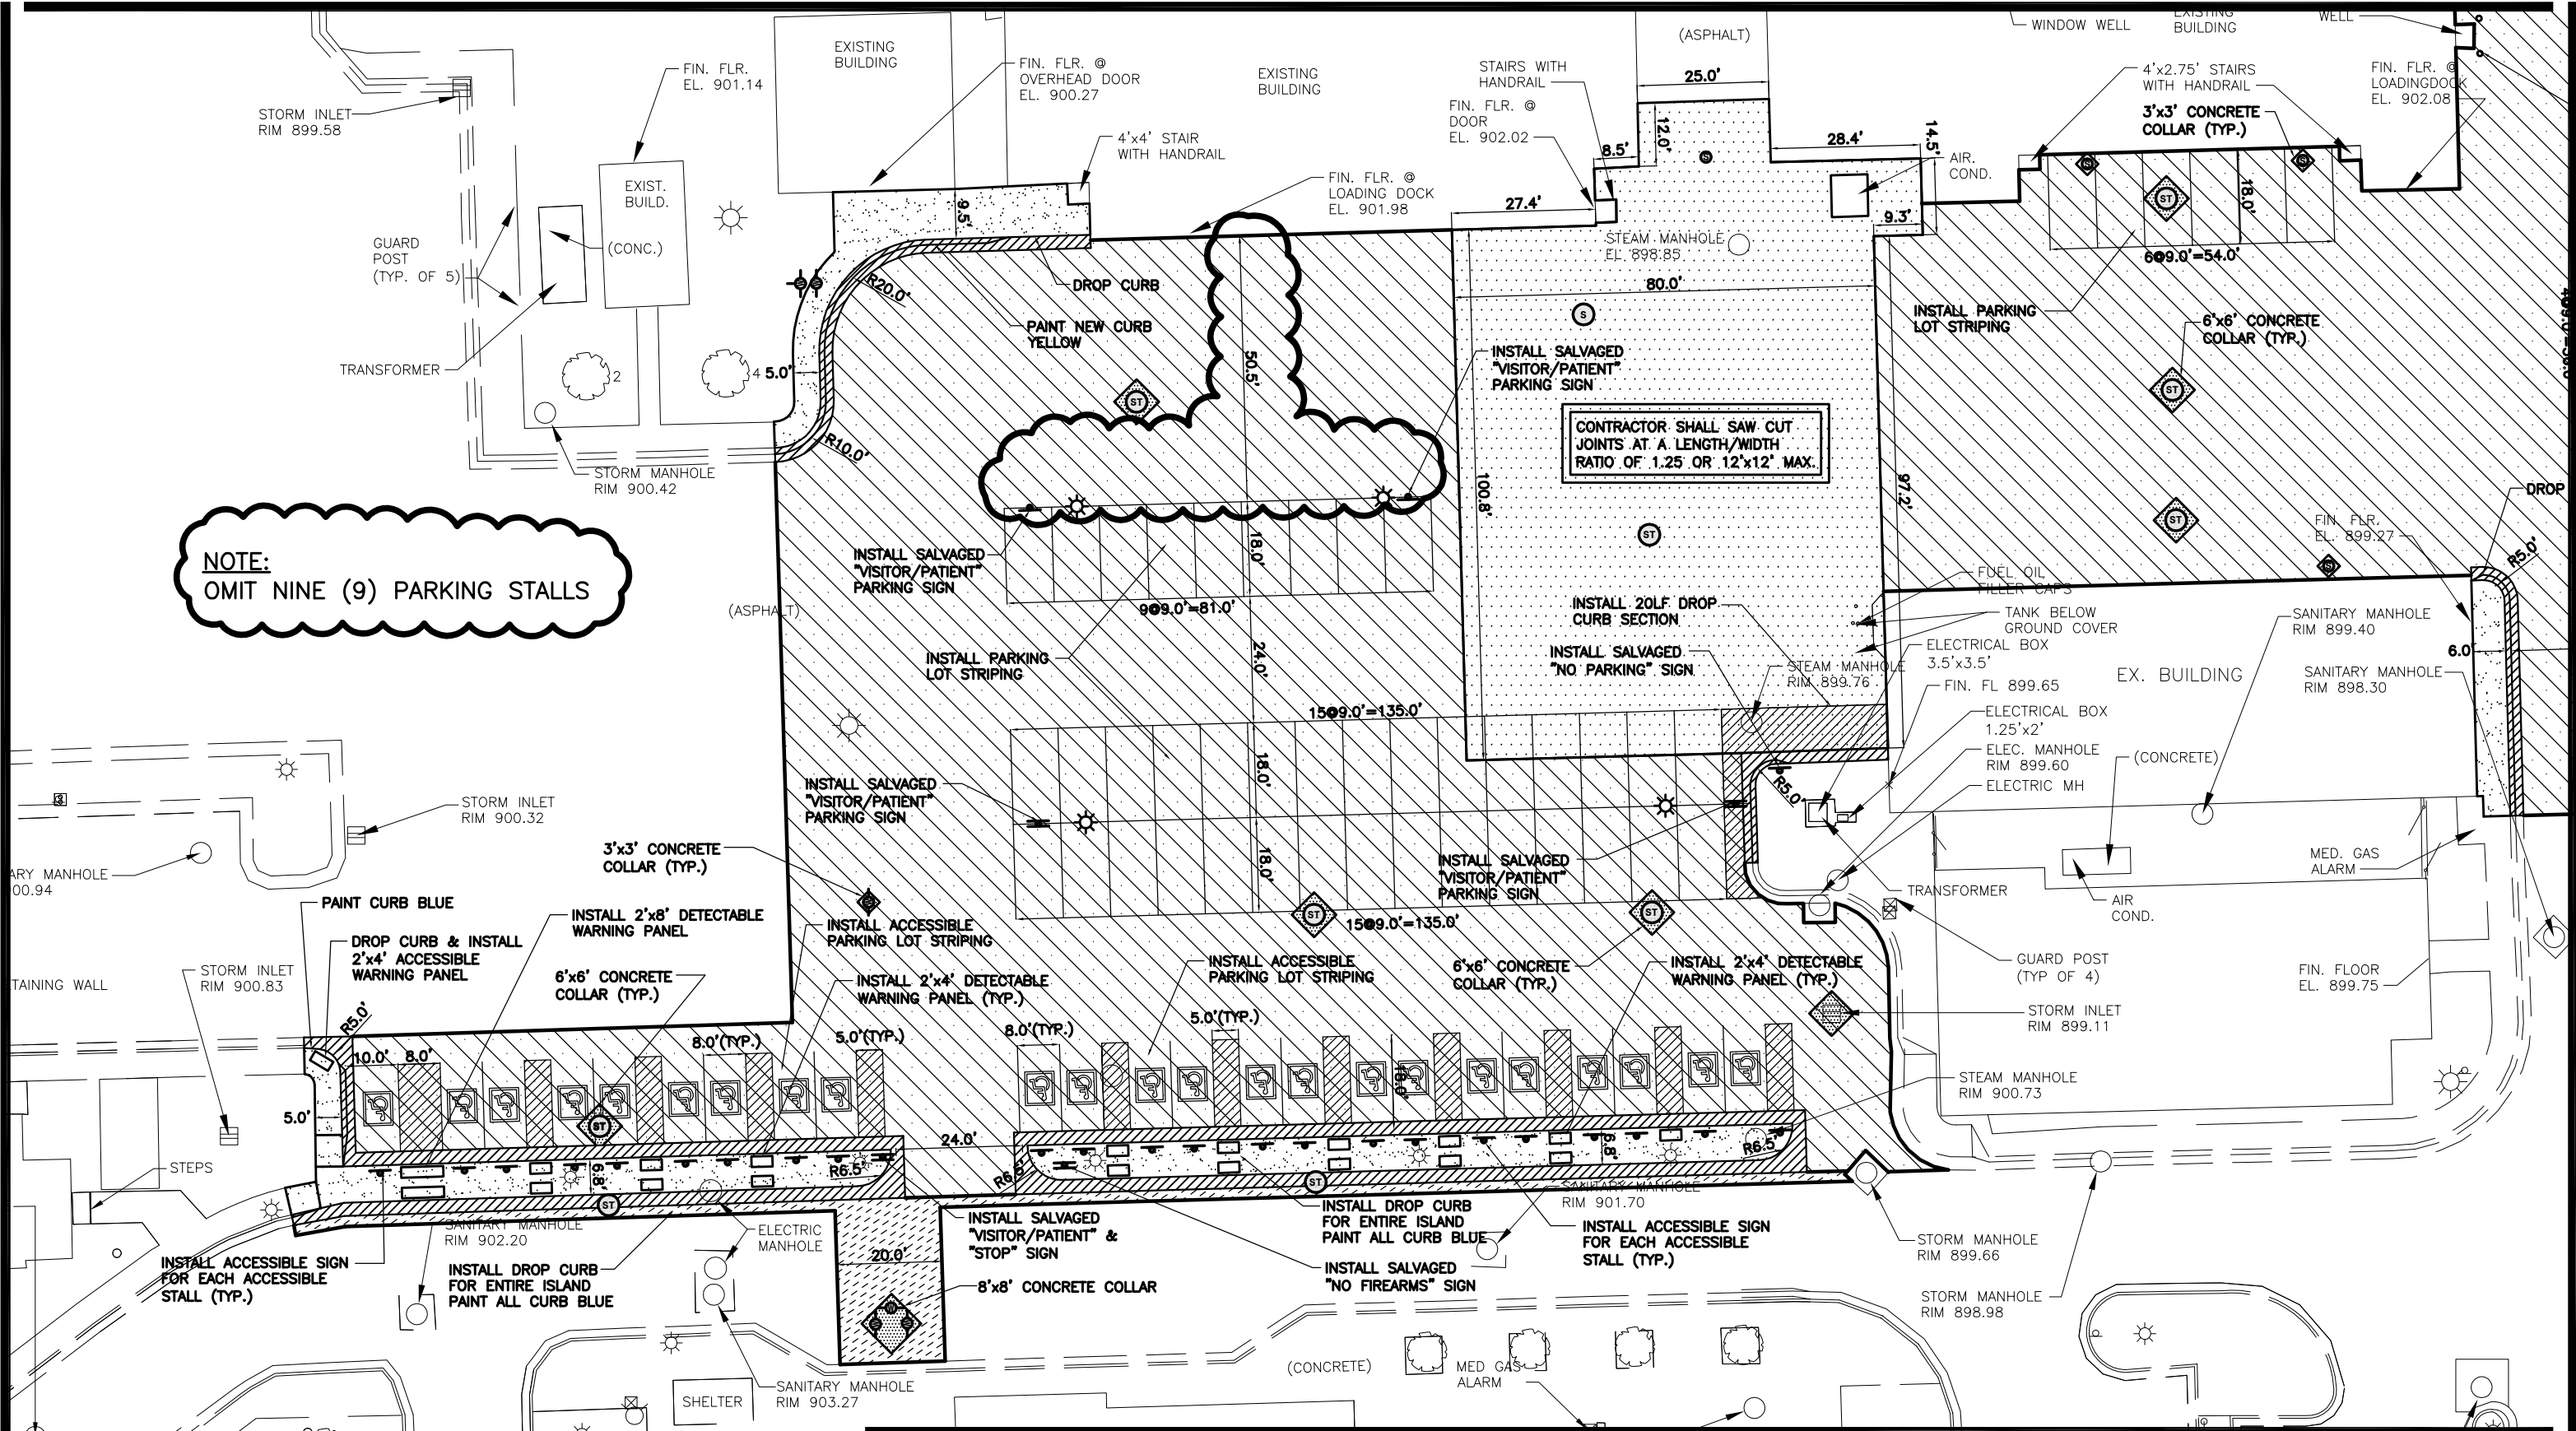 EXISTING
BUILDING
FIN. FLR.
EL. 901.14
STORM INLET
RIM 899.58
FIN. FLR. @
OVERHEAD DOOR
EL. 900.27
EXISTING
BUILDING
4'x4' STAIR
WITH HANDRAIL
EXIST.
BUILD.
(CONC.)
GUARD
POST
(TYP. OF 5)
TRANSFORMER
2
4
5.0'
9.5'
R20.0'
R10.0'
DROP CURB
PAINT NEW CURB
YELLOW
STORM MANHOLE
RIM 900.42
FIN. FLR. @
LOADING DOCK
EL. 901.98
STAIRS WITH
HANDRAIL
FIN. FLR. @
DOOR
EL. 902.02
(ASPHALT)
25.0'
12.0'
8.5'
27.4'
28.4'
14.5'
9.3'
AIR.
COND.
WINDOW WELL
EXISTING
BUILDING
WELL
4'x2.75' STAIRS
WITH HANDRAIL
3'x3' CONCRETE
COLLAR (TYP.)
FIN. FLR. @
LOADINGDOCK
EL. 902.08
18.0'
6@9.0'=54.0'
STEAM MANHOLE
EL 898.85
80.0'
S
S
S
S
ST
ST
ST
ST
ST
50.5'
INSTALL SALVAGED
"VISITOR/PATIENT"
PARKING SIGN
CONTRACTOR SHALL SAW CUT
JOINTS AT A LENGTH/WIDTH
RATIO OF 1.25 OR 12'x12' MAX.
INSTALL PARKING
LOT STRIPING
6'x6' CONCRETE
COLLAR (TYP.)
100.8'
97.2'
DROP
FIN. FLR.
EL. 899.27
R5.0'
NOTE:
OMIT NINE (9) PARKING STALLS
(ASPHALT)
INSTALL SALVAGED
"VISITOR/PATIENT"
PARKING SIGN
18.0'
9@9.0'=81.0'
24.0'
INSTALL PARKING
LOT STRIPING
ST
INSTALL 20LF DROP
CURB SECTION
INSTALL SALVAGED
"NO PARKING" SIGN
STEAM MANHOLE
RIM 899.76
FUEL OIL
FILLER CAPS
TANK BELOW
GROUND COVER
ELECTRICAL BOX
3.5'x3.5'
FIN. FL 899.65
ELECTRICAL BOX
1.25'x2'
ELEC. MANHOLE
RIM 899.60
ELECTRIC MH
EX. BUILDING
(CONCRETE)
SANITARY MANHOLE
RIM 899.40
SANITARY MANHOLE
RIM 898.30
6.0'
15@9.0'=135.0'
18.0'
18.0'
15@9.0'=135.0'
INSTALL SALVAGED
"VISITOR/PATIENT"
PARKING SIGN
INSTALL SALVAGED
"VISITOR/PATIENT"
PARKING SIGN
R5.0'
TRANSFORMER
AIR
COND.
MED. GAS
ALARM
STORM INLET
RIM 900.32
ARY MANHOLE
00.94
3'x3' CONCRETE
COLLAR (TYP.)
PAINT CURB BLUE
DROP CURB & INSTALL
2'x4' ACCESSIBLE
WARNING PANEL
INSTALL 2'x8' DETECTABLE
WARNING PANEL
STORM INLET
RIM 900.83
TAINING WALL
6'x6' CONCRETE
COLLAR (TYP.)
INSTALL ACCESSIBLE
PARKING LOT STRIPING
INSTALL 2'x4' DETECTABLE
WARNING PANEL (TYP.)
INSTALL ACCESSIBLE
PARKING LOT STRIPING
6'x6' CONCRETE
COLLAR (TYP.)
INSTALL 2'x4' DETECTABLE
WARNING PANEL (TYP.)
ST
ST
GUARD POST
(TYP OF 4)
STORM INLET
RIM 899.11
FIN. FLOOR
EL. 899.75
R5.0'
10.0'
8.0'
8.0'(TYP.)
5.0'(TYP.)
8.0'(TYP.)
5.0'(TYP.)
18.0'
5.0'
ST
24.0'
6.8'
R6.5'
R6.5'
6.8'
R6.5'
ST
ST
STEAM MANHOLE
RIM 900.73
STEPS
SANITARY MANHOLE
RIM 902.20
ELECTRIC
MANHOLE
SANITARY MANHOLE
RIM 901.70
STORM MANHOLE
RIM 899.66
STORM MANHOLE
RIM 898.98
INSTALL ACCESSIBLE SIGN
FOR EACH ACCESSIBLE
STALL (TYP.)
INSTALL DROP CURB
FOR ENTIRE ISLAND
PAINT ALL CURB BLUE
20.0'
INSTALL SALVAGED
"VISITOR/PATIENT" &
"STOP" SIGN
8'x8' CONCRETE COLLAR
INSTALL DROP CURB
FOR ENTIRE ISLAND
PAINT ALL CURB BLUE
INSTALL SALVAGED
"NO FIREARMS" SIGN
INSTALL ACCESSIBLE SIGN
FOR EACH ACCESSIBLE
STALL (TYP.)
(CONCRETE)
MED GAS
ALARM
SHELTER
SANITARY MANHOLE
RIM 903.27